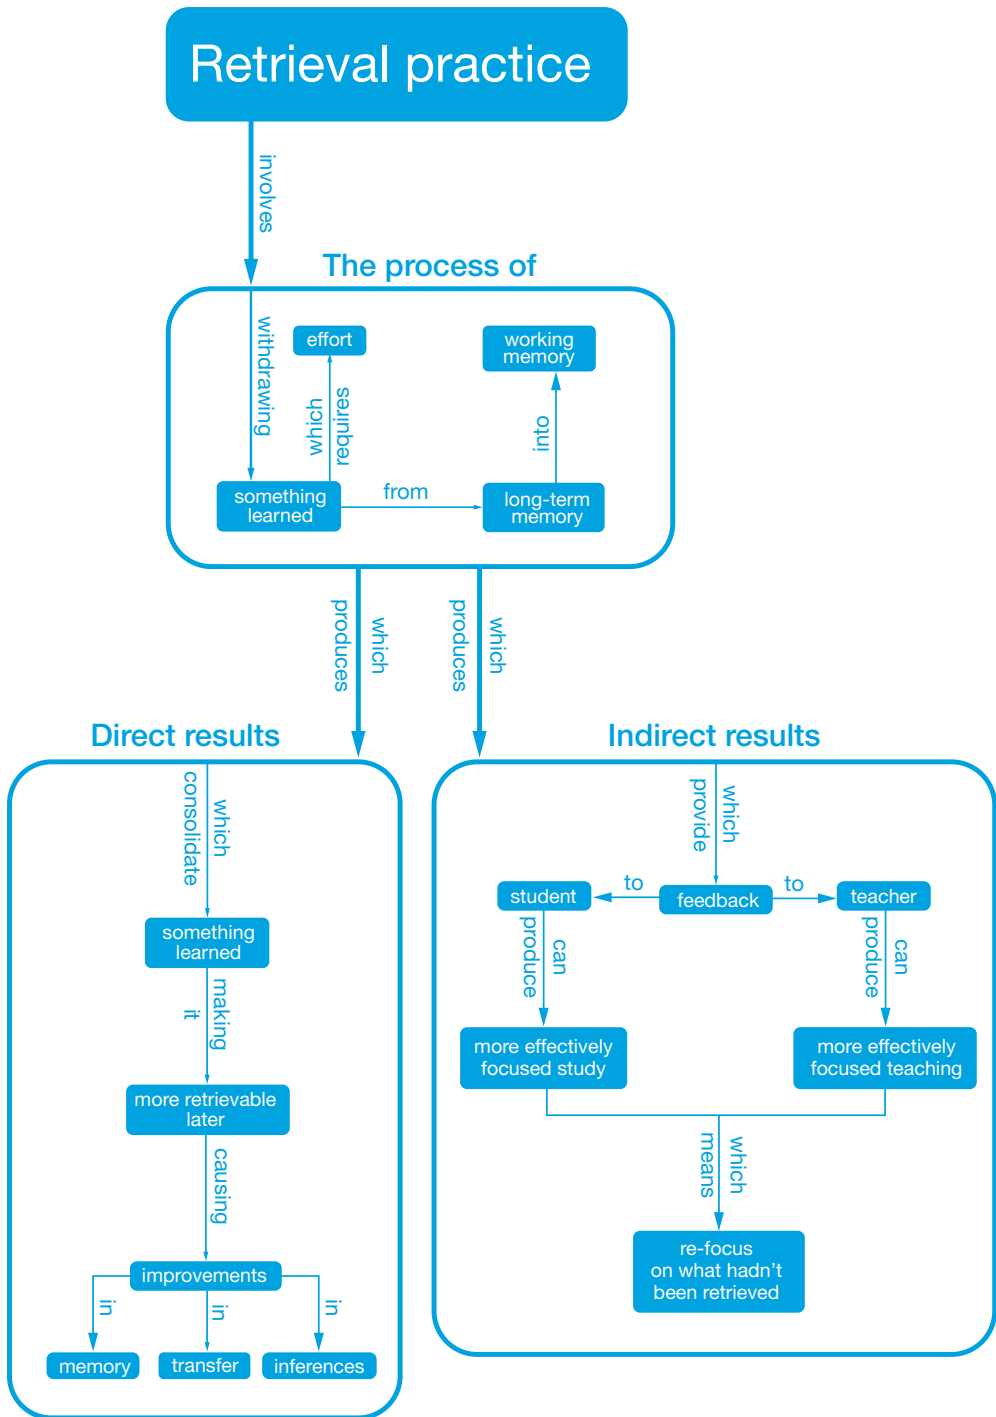 Retrieval practice
involves
The process of
withdrawing
effort
which
requires
working
memory
into
something
learned
from
long-term
memory
which
produces
which
produces
Direct results
which
consolidate
something
learned
making
it
more retrievable
later
causing
improvements
in
in
in
memory
transfer
inferences
Indirect results
which
provide
student
to
feedback
to
teacher
can
produce
can
produce
more effectively
focused study
more effectively
focused teaching
which
means
re-focus
on what hadn't
been retrieved